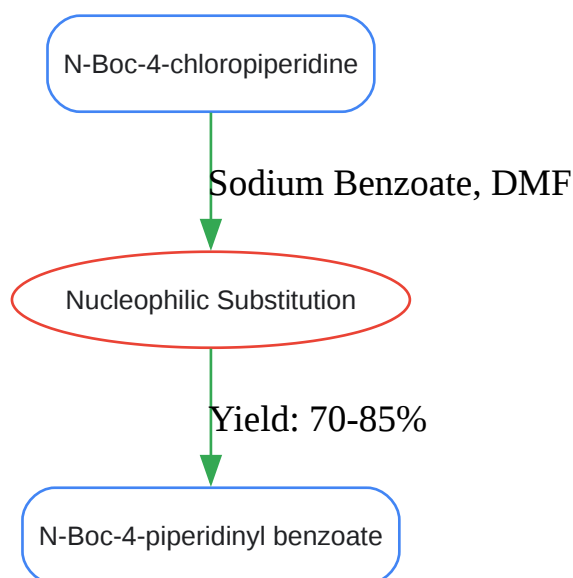 N-Boc-4-chloropiperidine
Sodium Benzoate, DMF
Nucleophilic Substitution
Yield: 70-85%
N-Boc-4-piperidinyl benzoate